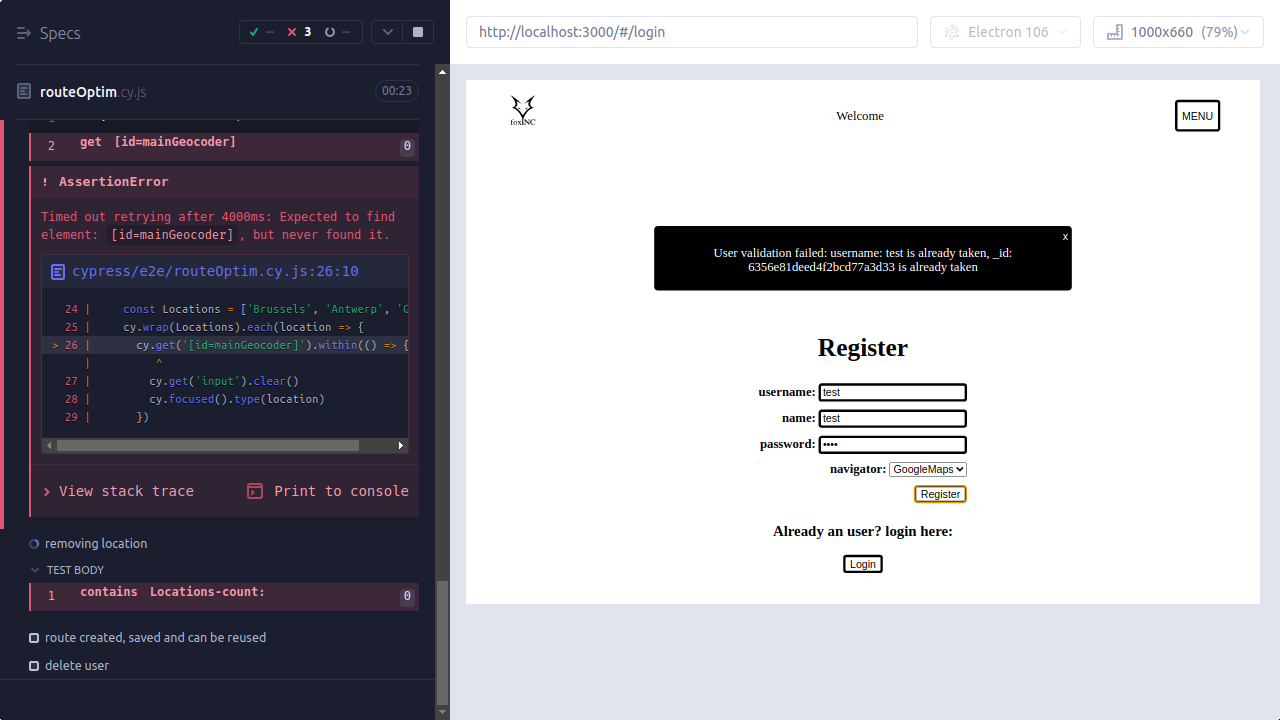 Specs
-- 3 --
routeOptim.cy.js
00:23
2 get [id=mainGeocoder] 0
! AssertionError
Timed out retrying after 4000ms: Expected to find
element: [id=mainGeocoder], but never found it.
cypress/e2e/routeOptim.cy.js:26:10
24 | const Locations = ['Brussels', 'Antwerp', 'G
25 | cy.wrap(Locations).each(location => {
> 26 | cy.get('[id=mainGeocoder]').within(() => {
| ^
27 | cy.get('input').clear()
28 | cy.focused().type(location)
29 | })
View stack trace
Print to console
removing location
TEST BODY
1 contains Locations-count: 0
route created, saved and can be reused
delete user
http://localhost:3000/#/login
Electron 106
1000x660 (79%)
foxINC
Welcome
MENU
x
User validation failed: username: test is already taken, _id:
6356e81deed4f2bcd77a3d33 is already taken
Register
username: test
name: test
password: ••••
navigator: GoogleMaps
Register
Already an user? login here:
Login